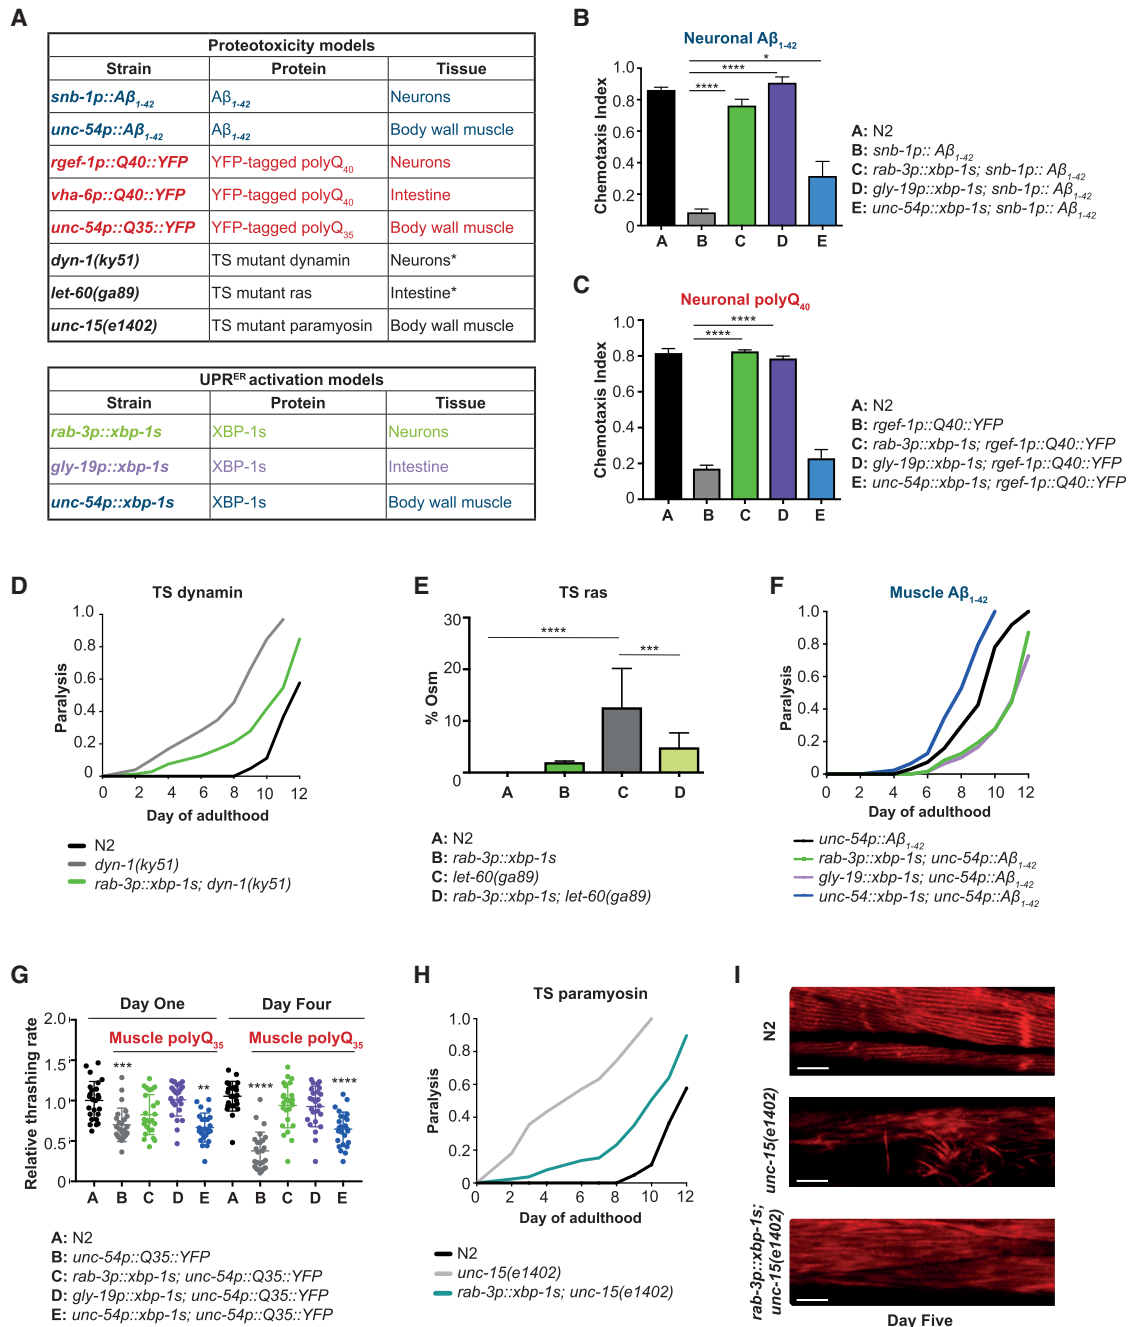 A
Proteotoxicity models
Strain Protein Tissue
snb-1p::Aβ1-42 Aβ1-42 Neurons
unc-54p::Aβ1-42 Aβ1-42 Body wall muscle
rgef-1p::Q40::YFP YFP-tagged polyQ40 Neurons
vha-6p::Q40::YFP YFP-tagged polyQ40 Intestine
unc-54p::Q35::YFP YFP-tagged polyQ35 Body wall muscle
dyn-1(ky51) TS mutant dynamin Neurons*
let-60(ga89) TS mutant ras Intestine*
unc-15(e1402) TS mutant paramyosin Body wall muscle
UPRER activation models
Strain Protein Tissue
rab-3p::xbp-1s XBP-1s Neurons
gly-19p::xbp-1s XBP-1s Intestine
unc-54p::xbp-1s XBP-1s Body wall muscle
B
Neuronal Aβ1-42
*
****
****
Chemotaxis Index
1.0
0.8
0.6
0.4
0.2
0
A B C D E
A: N2
B: snb-1p:: Aβ1-42
C: rab-3p::xbp-1s; snb-1p:: Aβ1-42
D: gly-19p::xbp-1s; snb-1p:: Aβ1-42
E: unc-54p::xbp-1s; snb-1p:: Aβ1-42
C
Neuronal polyQ40
****
****
Chemotaxis Index
1.0
0.8
0.6
0.4
0.2
0
A B C D E
A: N2
B: rgef-1p::Q40::YFP
C: rab-3p::xbp-1s; rgef-1p::Q40::YFP
D: gly-19p::xbp-1s; rgef-1p::Q40::YFP
E: unc-54p::xbp-1s; rgef-1p::Q40::YFP
D
TS dynamin
Paralysis
1.0
0.8
0.6
0.4
0.2
0
0 2 4 6 8 10 12
Day of adulthood
N2
dyn-1(ky51)
rab-3p::xbp-1s; dyn-1(ky51)
E
TS ras
****
***
% Osm
30
20
10
0
A B C D
A: N2
B: rab-3p::xbp-1s
C: let-60(ga89)
D: rab-3p::xbp-1s; let-60(ga89)
F
Muscle Aβ1-42
Paralysis
1.0
0.8
0.6
0.4
0.2
0
0 2 4 6 8 10 12
Day of adulthood
unc-54p::Aβ1-42
rab-3p::xbp-1s; unc-54p::Aβ1-42
gly-19::xbp-1s; unc-54p::Aβ1-42
unc-54::xbp-1s; unc-54p::Aβ1-42
G
Day One Day Four
Muscle polyQ35 Muscle polyQ35
*** ** **** ****
Relative thrashing rate
2.0
1.5
1.0
0.5
0
A B C D E A B C D E
A: N2
B: unc-54p::Q35::YFP
C: rab-3p::xbp-1s; unc-54p::Q35::YFP
D: gly-19p::xbp-1s; unc-54p::Q35::YFP
E: unc-54p::xbp-1s; unc-54p::Q35::YFP
H
TS paramyosin
Paralysis
1.0
0.8
0.6
0.4
0.2
0
0 2 4 6 8 10 12
Day of adulthood
N2
unc-15(e1402)
rab-3p::xbp-1s; unc-15(e1402)
I
N2
unc-15(e1402)
rab-3p::xbp-1s;
unc-15(e1402)
Day Five